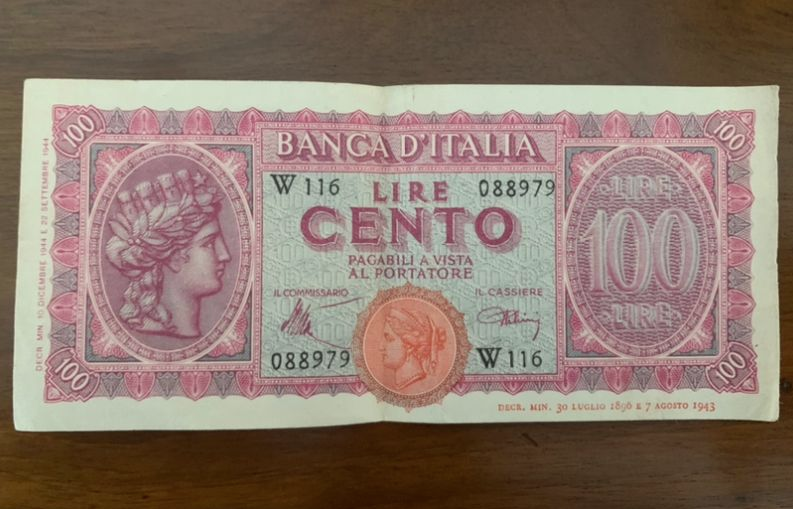 100
100
BANCA D'ITALIA
W 116
LIRE
088979
CENTO
PAGABILI A VISTA
AL PORTATORE
IL COMMISSARIO
IL CASSIERE
088979
W 116
LIRE
100
LIRE
100
100
DECR. MIN. 10 DICEMBRE 1944 E 22 SETTEMBRE 1944
DECR. MIN. 30 LUGLIO 1896 E 7 AGOSTO 1943